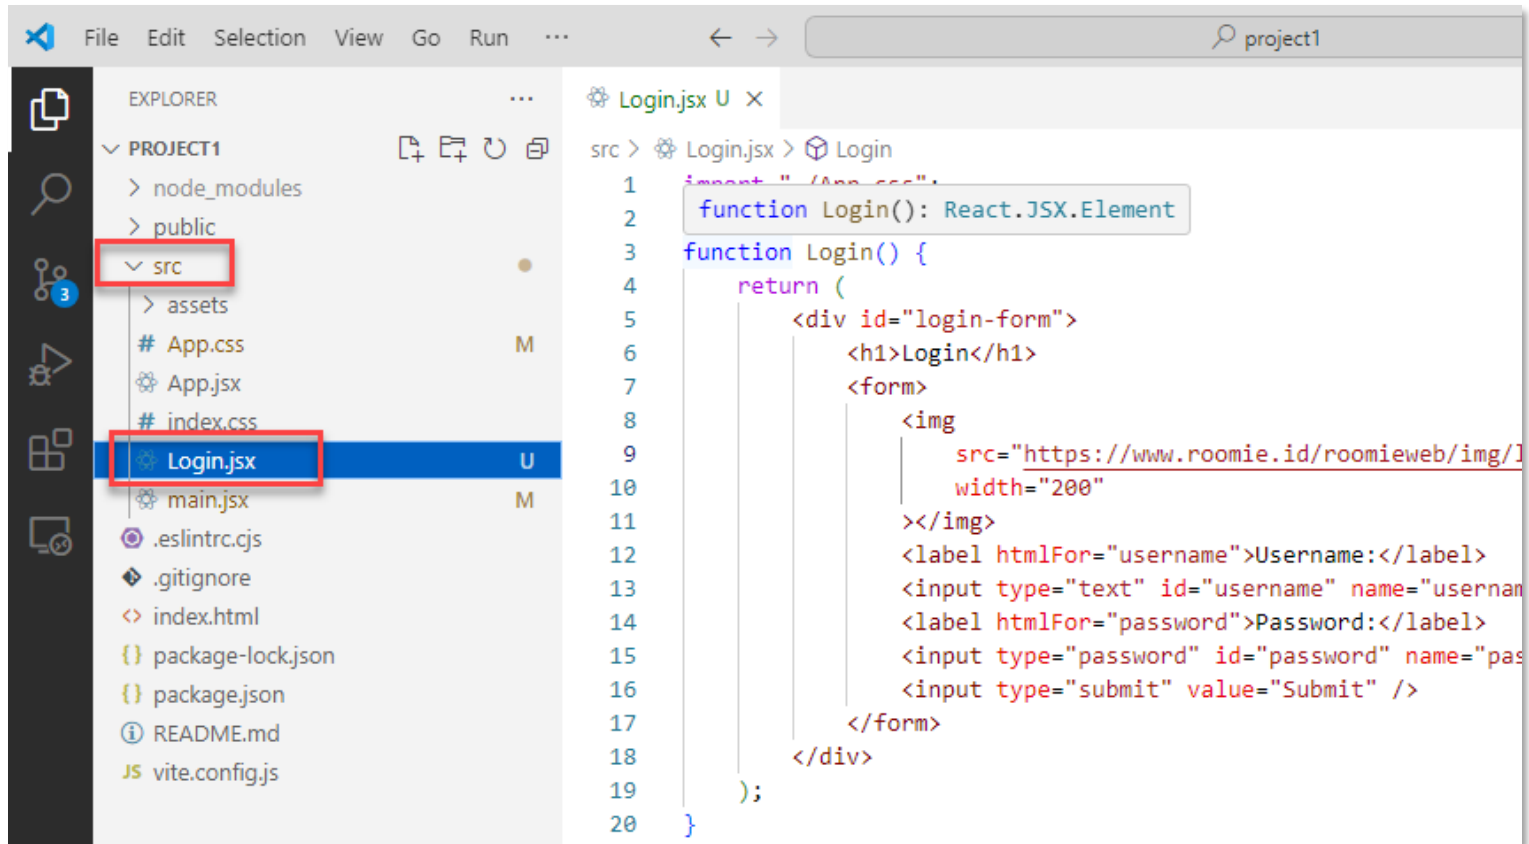 File Edit Selection View Go Run ··· ← → project1
EXPLORER ···
PROJECT1
node_modules
public
src
assets
# App.css M
App.jsx
# index.css
Login.jsx U
main.jsx M
.eslintrc.cjs
.gitignore
<> index.html
{} package-lock.json
{} package.json
README.md
JS vite.config.js
3
Login.jsx U ×
src > Login.jsx > Login
1 import "./App.css";
function Login(): React.JSX.Element
2
3 function Login() {
4 return (
5 <div id="login-form">
6 <h1>Login</h1>
7 <form>
8 <img
9 src="https://www.roomie.id/roomieweb/img/
10 width="200"
11 ></img>
12 <label htmlFor="username">Username:</label>
13 <input type="text" id="username" name="usernam
14 <label htmlFor="password">Password:</label>
15 <input type="password" id="password" name="pas
16 <input type="submit" value="Submit" />
17 </form>
18 </div>
19 );
20 }